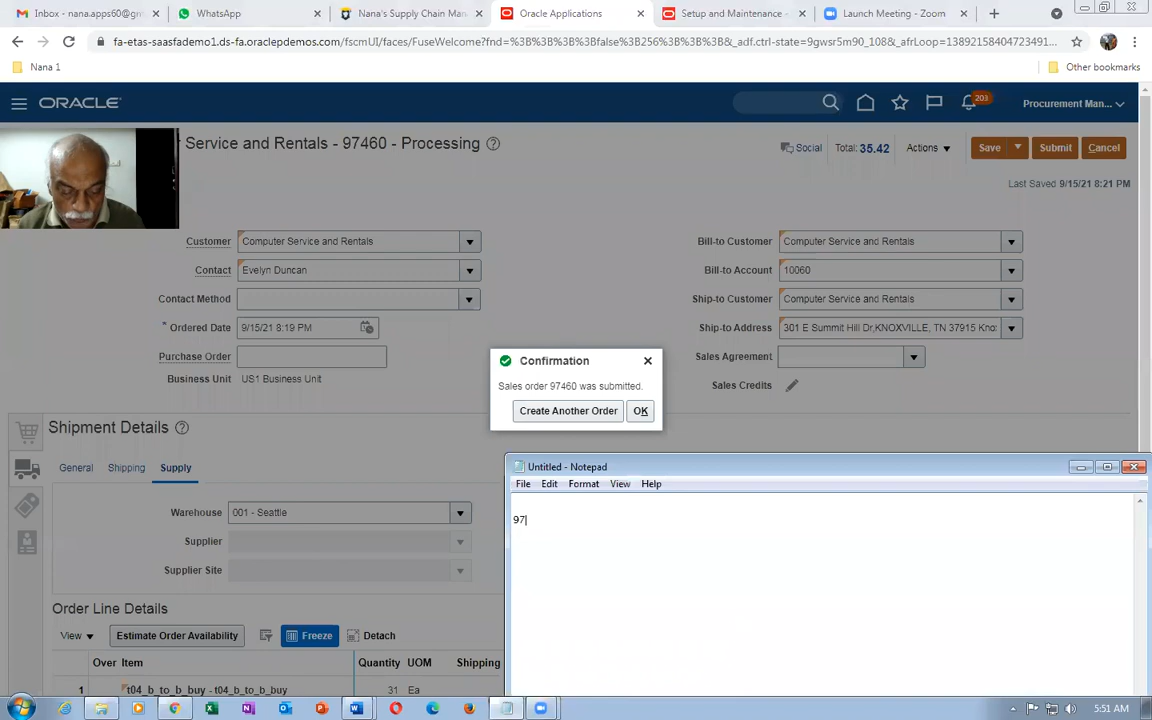 Inbox - nana.apps60@gm
WhatsApp
Nana's Supply Chain Man
Oracle Applications
Setup and Maintenance -
Launch Meeting - Zoom
fa-etas-saasfademo1.ds-fa.oraclepdemos.com/fscmUI/faces/FuseWelcome?fnd=%3B%3B%3B%3Bfalse%3B256%3B%3B%3B&_adf.ctrl-state=9gwsr5m90_108&_afrLoop=13892158404723491...
Nana 1
Other bookmarks
ORACLE
203
Procurement Man...
Service and Rentals - 97460 - Processing
Social
Total: 35.42
Actions
Save
Submit
Cancel
Last Saved 9/15/21 8:21 PM
Customer
Computer Service and Rentals
Bill-to Customer
Computer Service and Rentals
Contact
Evelyn Duncan
Bill-to Account
10060
Contact Method
Ship-to Customer
Computer Service and Rentals
* Ordered Date
9/15/21 8:19 PM
Ship-to Address
301 E Summit Hill Dr,KNOXVILLE, TN 37915 Kno
Purchase Order
Sales Agreement
Business Unit
US1 Business Unit
Sales Credits
Confirmation
Sales order 97460 was submitted.
Create Another Order
OK
Shipment Details
General
Shipping
Supply
Warehouse
001 - Seattle
Supplier
Supplier Site
Order Line Details
View
Estimate Order Availability
Freeze
Detach
Over
Item
Quantity
UOM
Shipping
1
t04_b_to_b_buy - t04_b_to_b_buy
31
Ea
Untitled - Notepad
File
Edit
Format
View
Help
97
5:51 AM